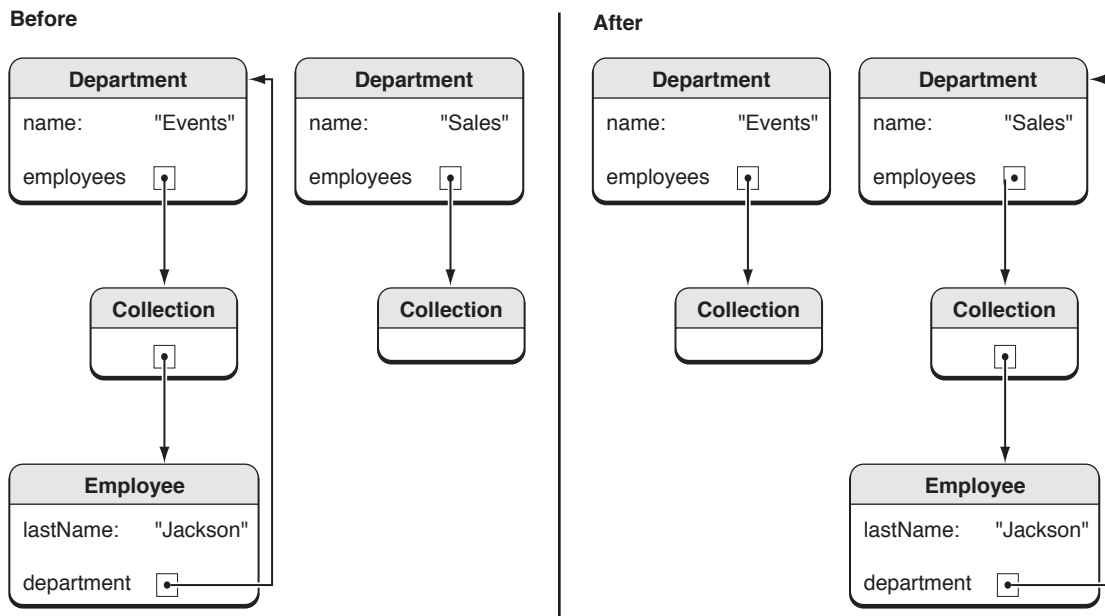 Before
Department
name: "Events"
employees
Department
name: "Sales"
employees
Collection
Collection
Employee
lastName: "Jackson"
department
After
Department
name: "Events"
employees
Department
name: "Sales"
employees
Collection
Collection
Employee
lastName: "Jackson"
department